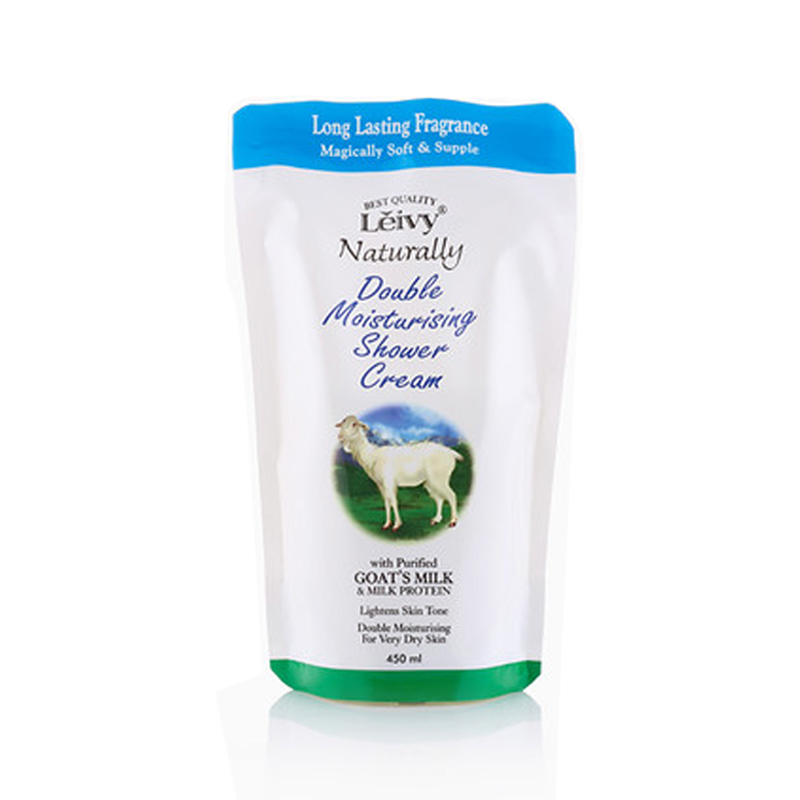 Long Lasting Fragrance
Magically Soft & Supple
BEST QUALITY
Lěivy®
Naturally
Double
Moisturising
Shower
Cream
with Purified
GOAT'S MILK
& MILK PROTEIN
Lightens Skin Tone
Double Moisturising
For Very Dry Skin
450 ml